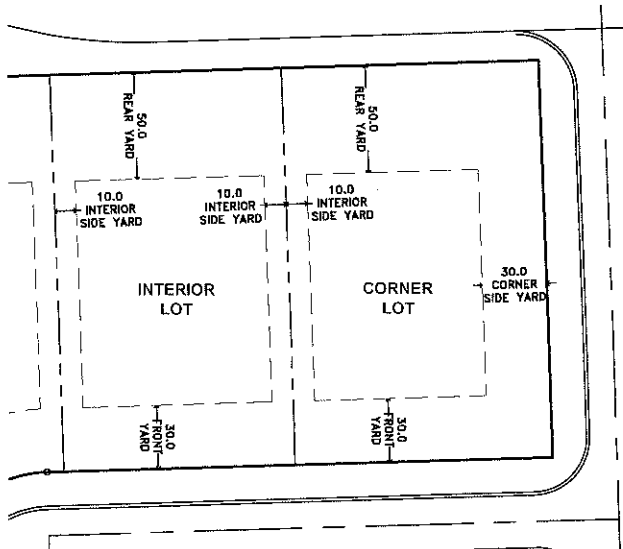 50.0
REAR YARD
50.0
REAR YARD
10.0
INTERIOR
SIDE YARD
10.0
INTERIOR
SIDE YARD
10.0
INTERIOR
SIDE YARD
30.0
CORNER
SIDE YARD
INTERIOR
LOT
CORNER
LOT
30.0
FRONT
YARD
30.0
FRONT
YARD